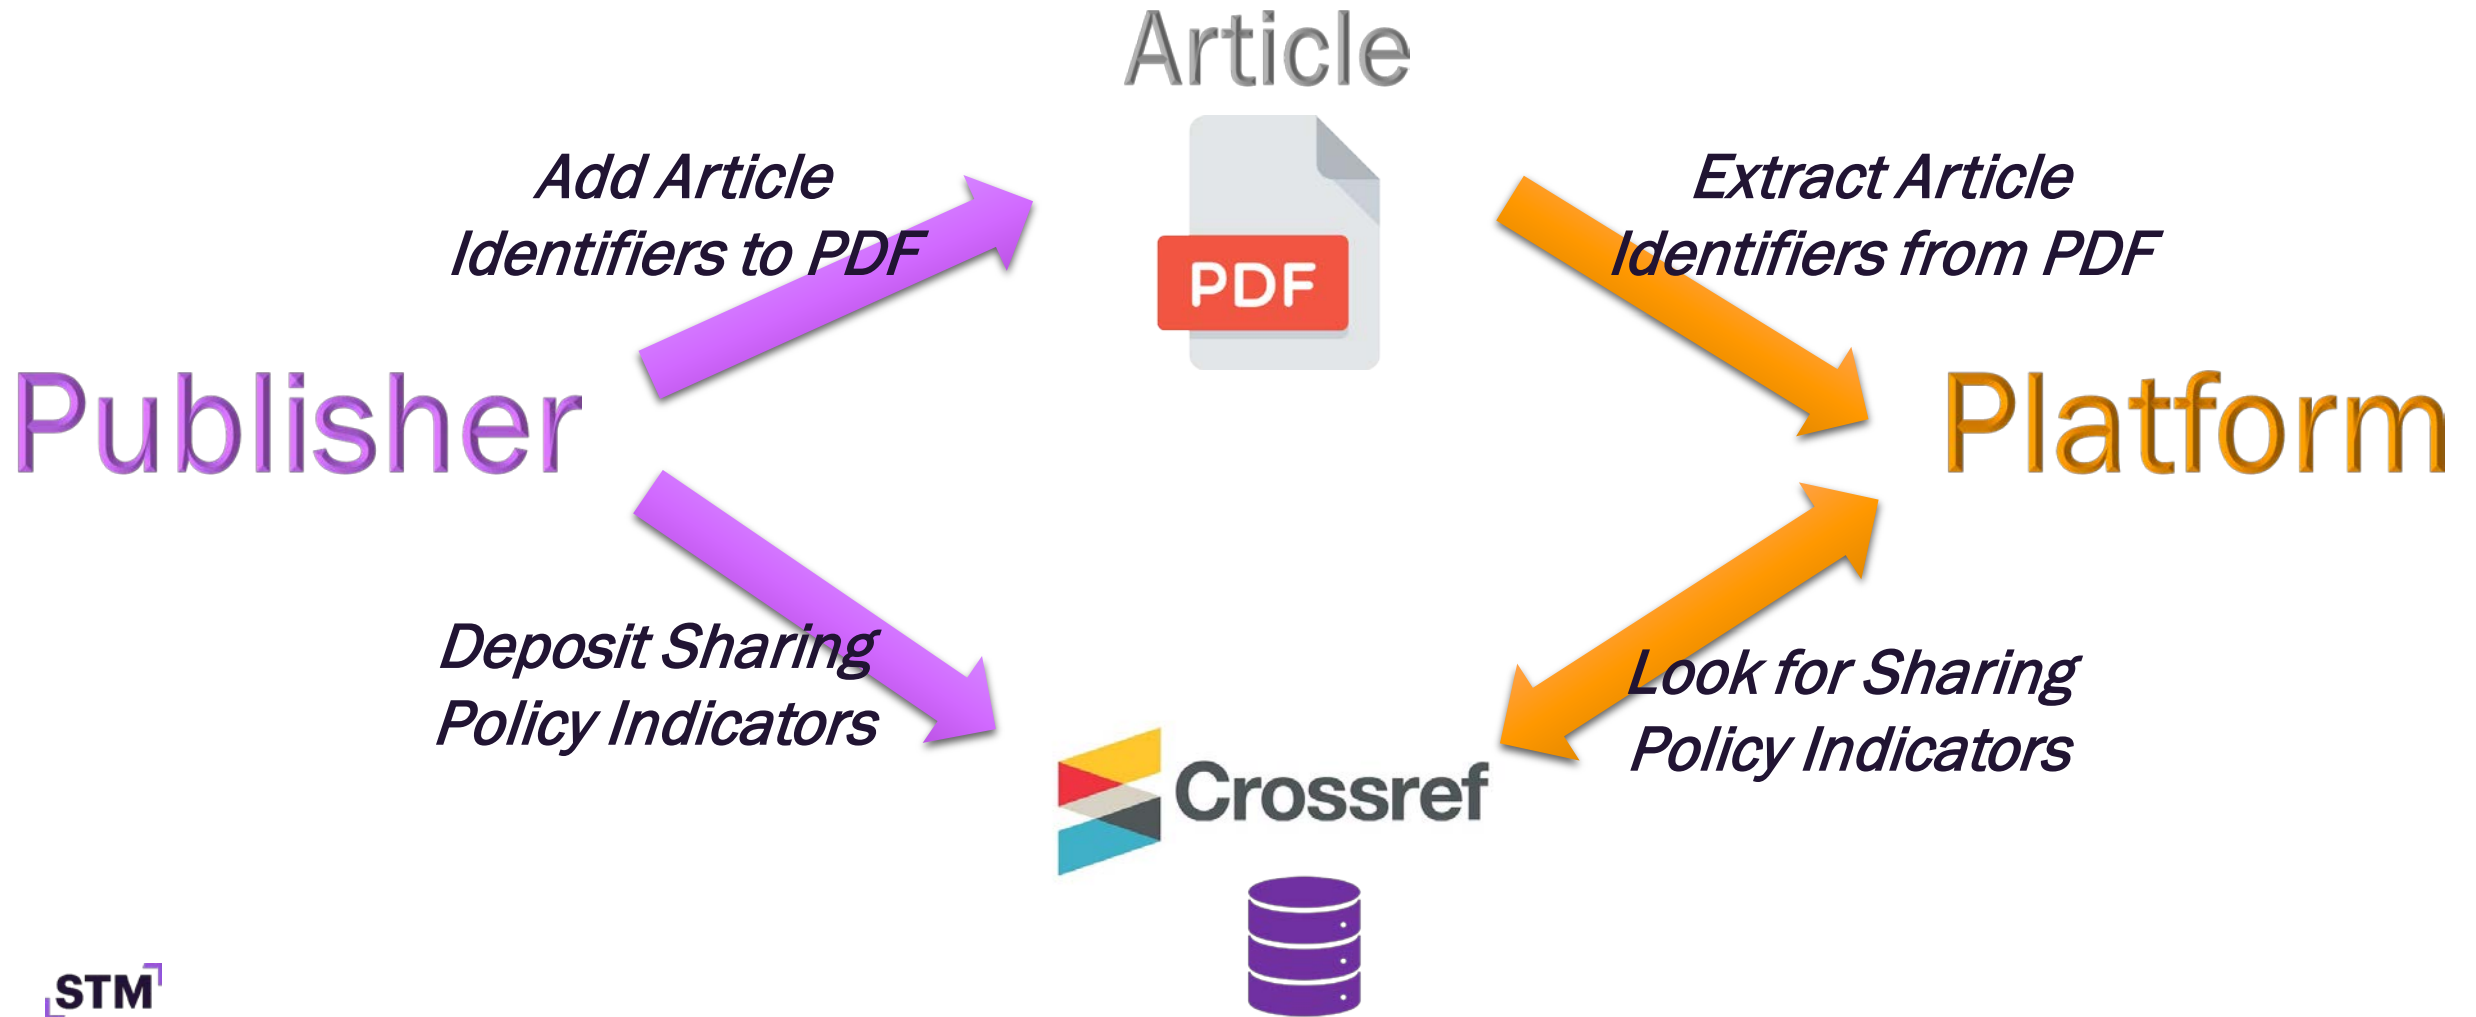 Article
Add Article
Identifiers to PDF
PDF
Extract Article
Identifiers from PDF
Publisher
Platform
Deposit Sharing
Policy Indicators
Look for Sharing
Policy Indicators
Crossref
STM